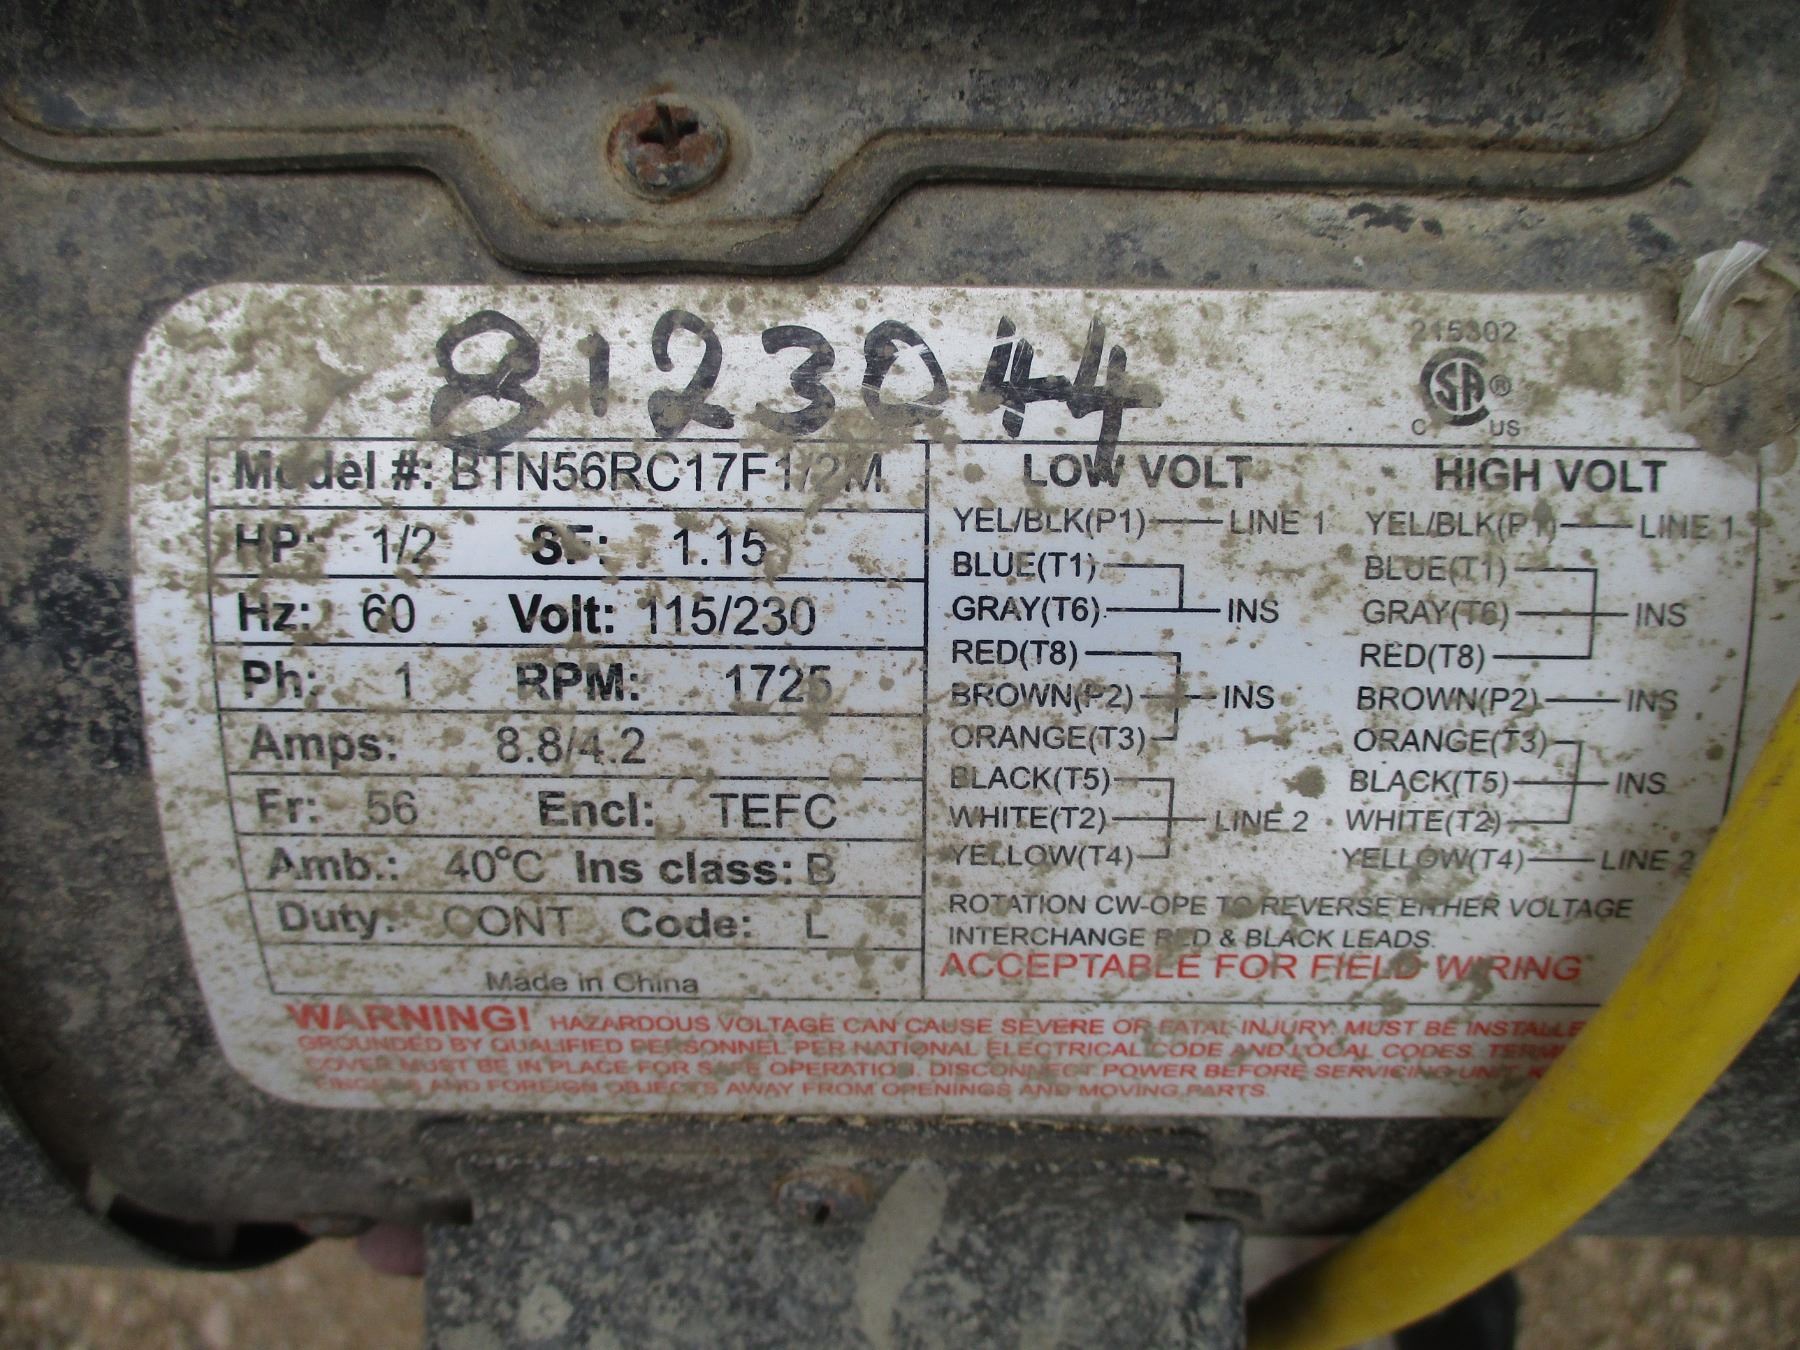 8123044
215302
CSA ®
C US
Model #: BTN56RC17F1/2M
HP: 1/2 SF: 1.15
Hz: 60 Volt: 115/230
Ph: 1 RPM: 1725
Amps: 8.8/4.2
Fr: 56 Encl: TEFC
Amb.: 40°C Ins class: B
Duty: CONT Code: L
Made in China
LOW VOLT
YEL/BLK(P1) LINE 1
BLUE(T1)
GRAY(T6) INS
RED(T8)
BROWN(P2) INS
ORANGE(T3)
BLACK(T5)
WHITE(T2) LINE 2
YELLOW(T4)
HIGH VOLT
YEL/BLK(P1) LINE 1
BLUE(T1)
GRAY(T6) INS
RED(T8)
BROWN(P2) INS
ORANGE(T3)
BLACK(T5) INS
WHITE(T2)
YELLOW(T4) LINE 2
ROTATION CW-OPE TO REVERSE EITHER VOLTAGE
INTERCHANGE RED & BLACK LEADS.
ACCEPTABLE FOR FIELD WIRING
WARNING! HAZARDOUS VOLTAGE CAN CAUSE SEVERE OR FATAL INJURY. MUST BE INSTALLE
GROUNDED BY QUALIFIED PERSONNEL PER NATIONAL ELECTRICAL CODE AND LOCAL CODES.
COVER MUST BE IN PLACE FOR SAFE OPERATION. DISCONNECT POWER BEFORE SERVICING UNIT.
FINGERS AND FOREIGN OBJECTS AWAY FROM OPENINGS AND MOVING PARTS.